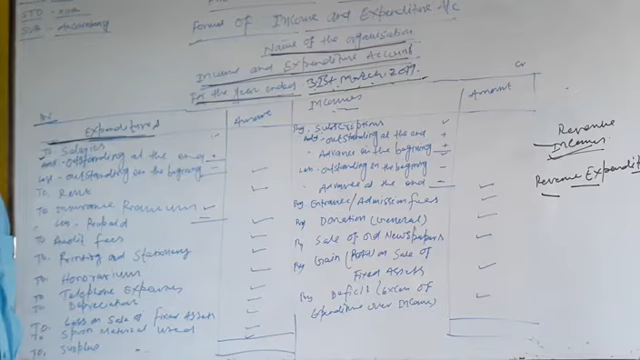 STD - XIIth
SUB - Accountancy
Format OF Income and Expenditure A/c
Name of the organisation
Income and Expenditure Account
For the year ended 31st March, 2017.
Dr. Cr
Expenditures Amount Incomes Amount
To Salaries
Add - Outstanding at the end +
Less - Outstanding in the beginning -
To Rent
To Insurance Premium
Less - Prepaid
To Audit fees
To Printing and Stationary
To Honorarium
To Telephone Expenses
To Depreciation
To Loss on Sale of Fixed Assets
To Sports Material Used
To, Surplus
By Subscriptions
Add - Outstanding at the end +
Advance in the beginning +
Less - Outstanding in the beginning -
Advance at the end -
By Entrance/Admission fees
By Donation (General)
By Sale of old Newspapers
By Gain (Profit) on Sale of
Fixed Assets
By Deficit (Excess of
Expenditure over Income)
Revenue
Incomes
Revenue Expendit